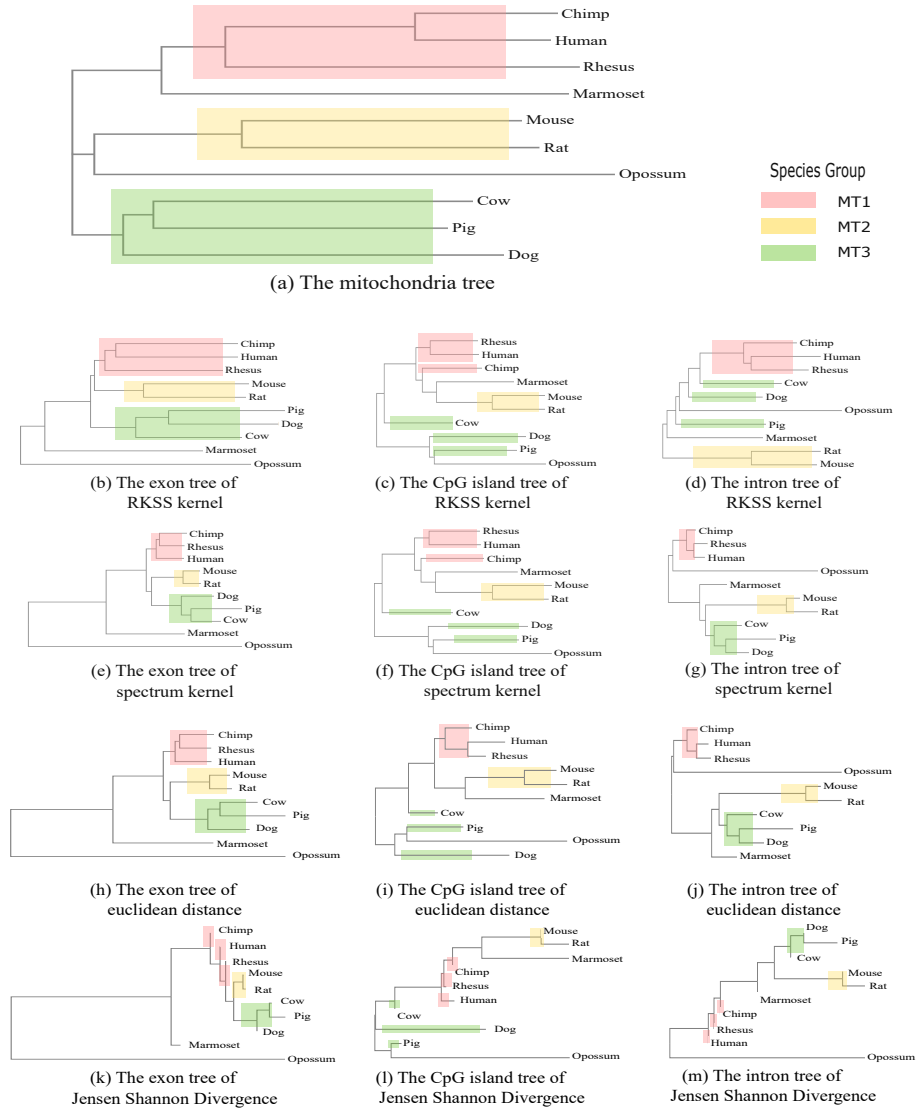 Chimp
Human
Rhesus
Marmoset
Mouse
Rat
Opossum
Cow
Pig
Dog
(a) The mitochondria tree
Species Group
MT1
MT2
MT3
Chimp
Human
Rhesus
Mouse
Rat
Pig
Dog
Cow
Marmoset
Opossum
(b) The exon tree of
RKSS kernel
Rhesus
Human
Chimp
Marmoset
Mouse
Rat
Cow
Dog
Pig
Opossum
(c) The CpG island tree of
RKSS kernel
Chimp
Human
Rhesus
Cow
Dog
Opossum
Pig
Marmoset
Rat
Mouse
(d) The intron tree of
RKSS kernel
Chimp
Rhesus
Human
Mouse
Rat
Dog
Pig
Cow
Marmoset
Opossum
(e) The exon tree of
spectrum kernel
Rhesus
Human
Chimp
Marmoset
Mouse
Rat
Cow
Dog
Pig
Opossum
(f) The CpG island tree of
spectrum kernel
Chimp
Rhesus
Human
Opossum
Marmoset
Mouse
Rat
Cow
Pig
Dog
(g) The intron tree of
spectrum kernel
Chimp
Rhesus
Human
Mouse
Rat
Cow
Pig
Dog
Marmoset
Opossum
(h) The exon tree of
euclidean distance
Chimp
Human
Rhesus
Mouse
Rat
Marmoset
Cow
Pig
Opossum
Dog
(i) The CpG island tree of
euclidean distance
Chimp
Human
Rhesus
Opossum
Mouse
Rat
Cow
Pig
Dog
Marmoset
(j) The intron tree of
euclidean distance
Chimp
Human
Rhesus
Mouse
Rat
Cow
Pig
Dog
Marmoset
Opossum
(k) The exon tree of
Jensen Shannon Divergence
Mouse
Rat
Marmoset
Chimp
Rhesus
Human
Cow
Dog
Pig
Opossum
(l) The CpG island tree of
Jensen Shannon Divergence
Dog
Pig
Cow
Mouse
Rat
Marmoset
Chimp
Rhesus
Human
Opossum
(m) The intron tree of
Jensen Shannon Divergence